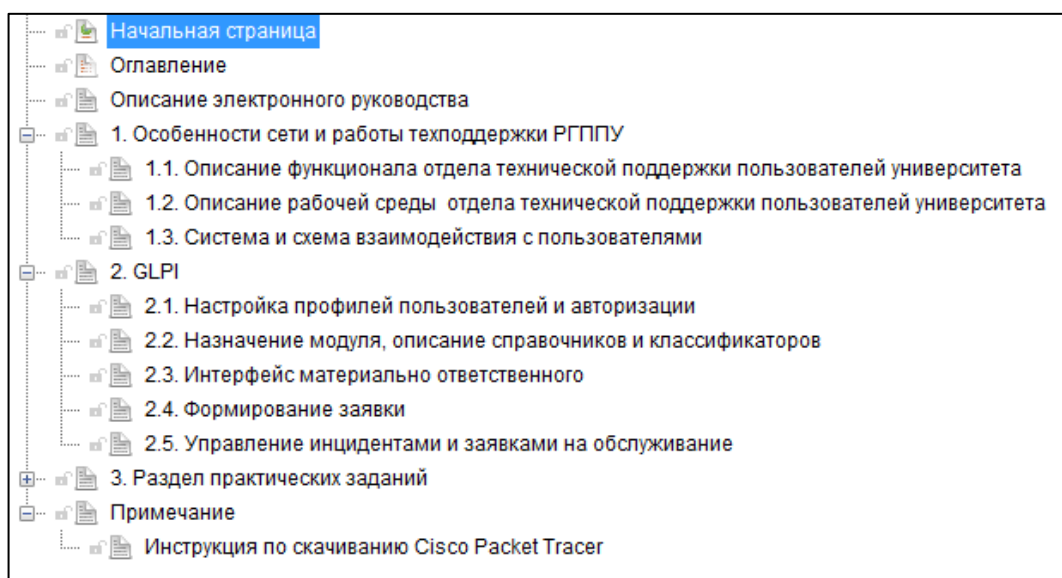 Начальная страница
Оглавление
Описание электронного руководства
1. Особенности сети и работы техподдержки РГППУ
1.1. Описание функционала отдела технической поддержки пользователей университета
1.2. Описание рабочей среды отдела технической поддержки пользователей университета
1.3. Система и схема взаимодействия с пользователями
2. GLPI
2.1. Настройка профилей пользователей и авторизации
2.2. Назначение модуля, описание справочников и классификаторов
2.3. Интерфейс материально ответственного
2.4. Формирование заявки
2.5. Управление инцидентами и заявками на обслуживание
3. Раздел практических заданий
Примечание
Инструкция по скачиванию Cisco Packet Tracer